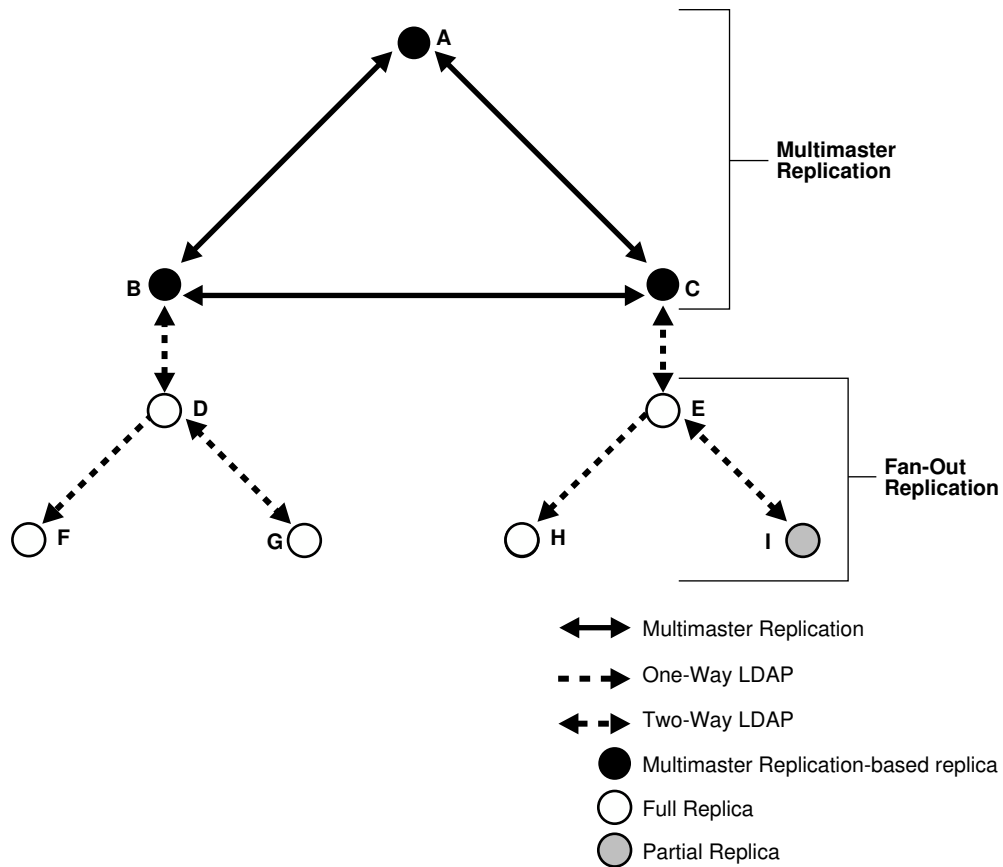 A
Multimaster
Replication
B
C
D
E
Fan-Out
Replication
F
G
H
I
Multimaster Replication
One-Way LDAP
Two-Way LDAP
Multimaster Replication-based replica
Full Replica
Partial Replica